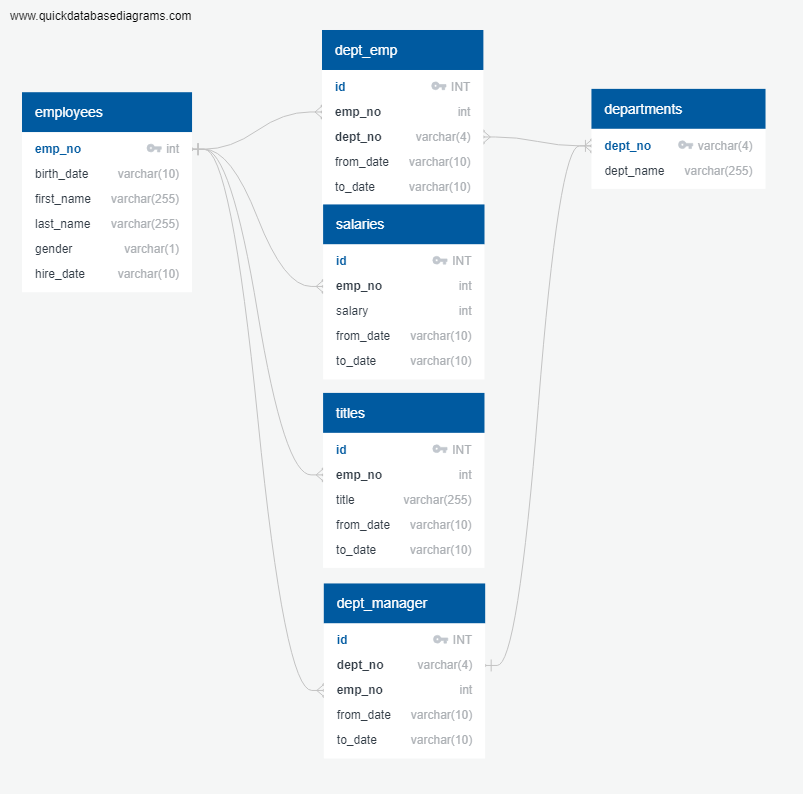 www.quickdatabasediagrams.com
employees
emp_no int
birth_date varchar(10)
first_name varchar(255)
last_name varchar(255)
gender varchar(1)
hire_date varchar(10)
dept_emp
id INT
emp_no int
dept_no varchar(4)
from_date varchar(10)
to_date varchar(10)
salaries
id INT
emp_no int
salary int
from_date varchar(10)
to_date varchar(10)
titles
id INT
emp_no int
title varchar(255)
from_date varchar(10)
to_date varchar(10)
dept_manager
id INT
dept_no varchar(4)
emp_no int
from_date varchar(10)
to_date varchar(10)
departments
dept_no varchar(4)
dept_name varchar(255)